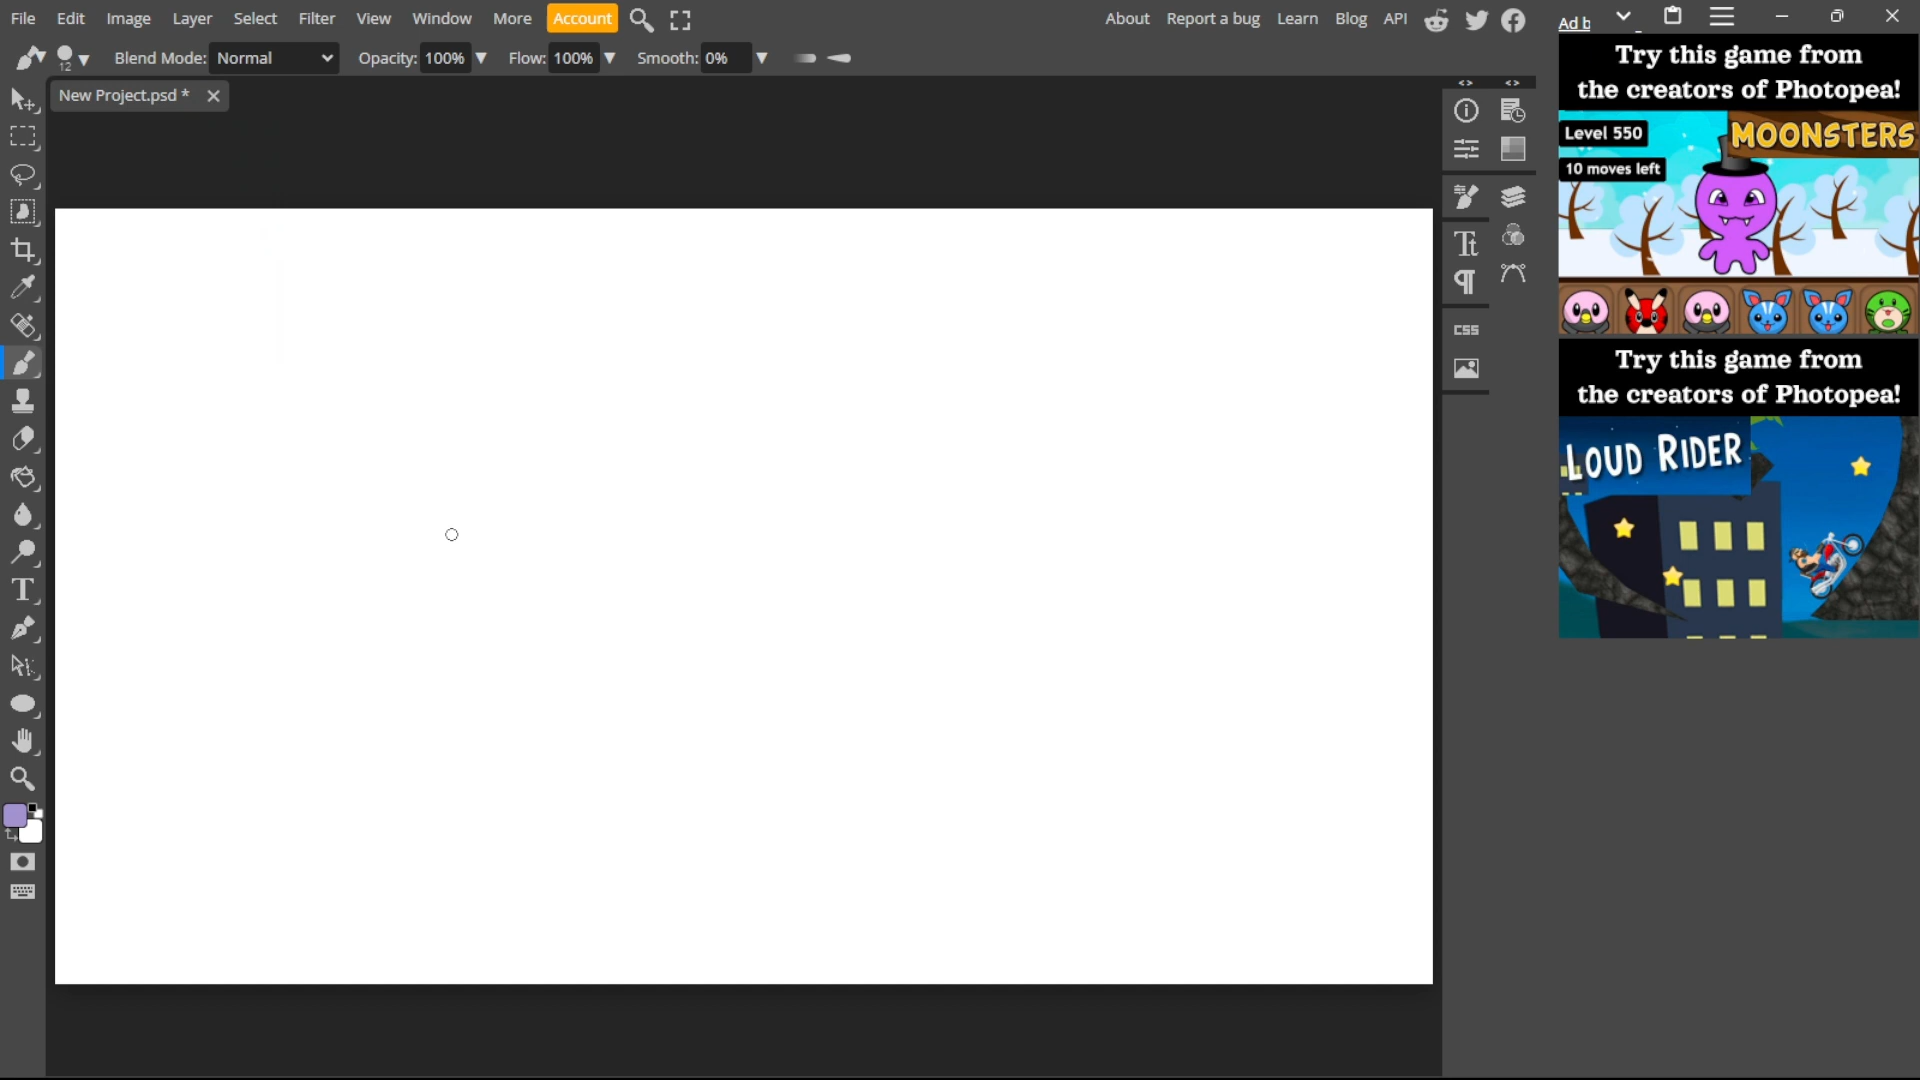 File Edit Image Layer Select Filter View Window More Account About Report a bug Learn Blog API
12 Blend Mode: Normal Opacity: 100% Flow: 100% Smooth: 0%
New Project.psd *
Tt
CSS
T
Ad b
Try this game from
the creators of Photopea!
Level 550
MOONSTERS
10 moves left
Try this game from
the creators of Photopea!
LOUD RIDER